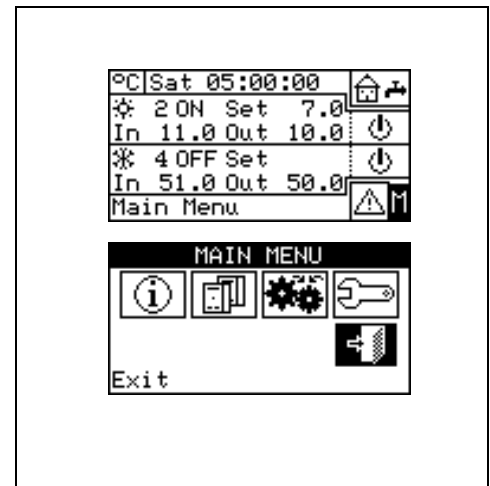 °C Sat 05:00:00
2 ON Set 7.0
In 11.0 Out 10.0
4 OFF Set
In 51.0 Out 50.0
Main Menu M
MAIN MENU
Exit